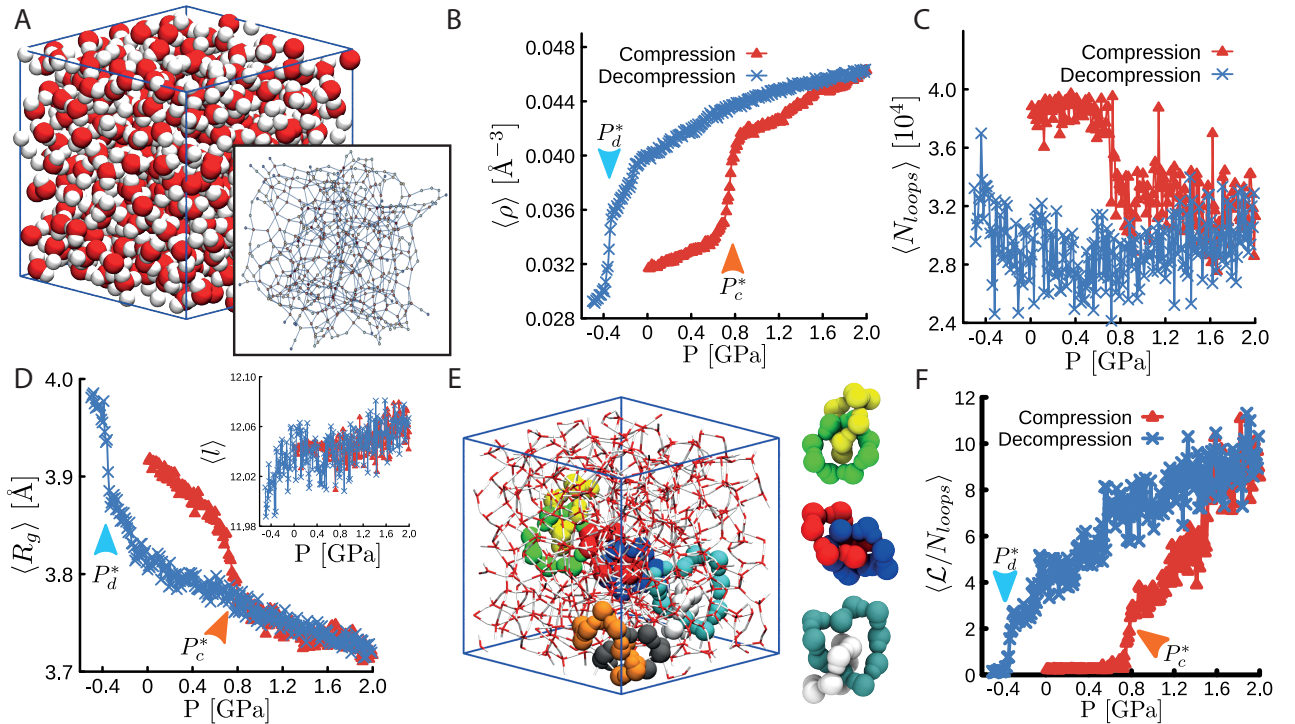 A
B
⟨ρ⟩ [Å⁻³]
0.048
0.044
0.040
0.036
0.032
0.028
Compression
Decompression
P*d
P*c
-0.4 0 0.4 0.8 1.2 1.6 2.0
P [GPa]
C
⟨Nloops⟩ [10⁴]
4.0
3.6
3.2
2.8
2.4
Compression
Decompression
-0.4 0 0.4 0.8 1.2 1.6 2.0
P [GPa]
D
⟨Rg⟩ [Å]
4.0
3.9
3.8
3.7
P*d
P*c
-0.4 0 0.4 0.8 1.2 1.6 2.0
P [GPa]
⟨l⟩
12.10
12.06
12.02
11.98
-0.4 0 0.4 0.8 1.2 1.6 2.0
P [GPa]
E
F
⟨ℒ/Nloops⟩
12
10
8
6
4
2
0
Compression
Decompression
P*d
P*c
-0.4 0 0.4 0.8 1.2 1.6 2.0
P [GPa]